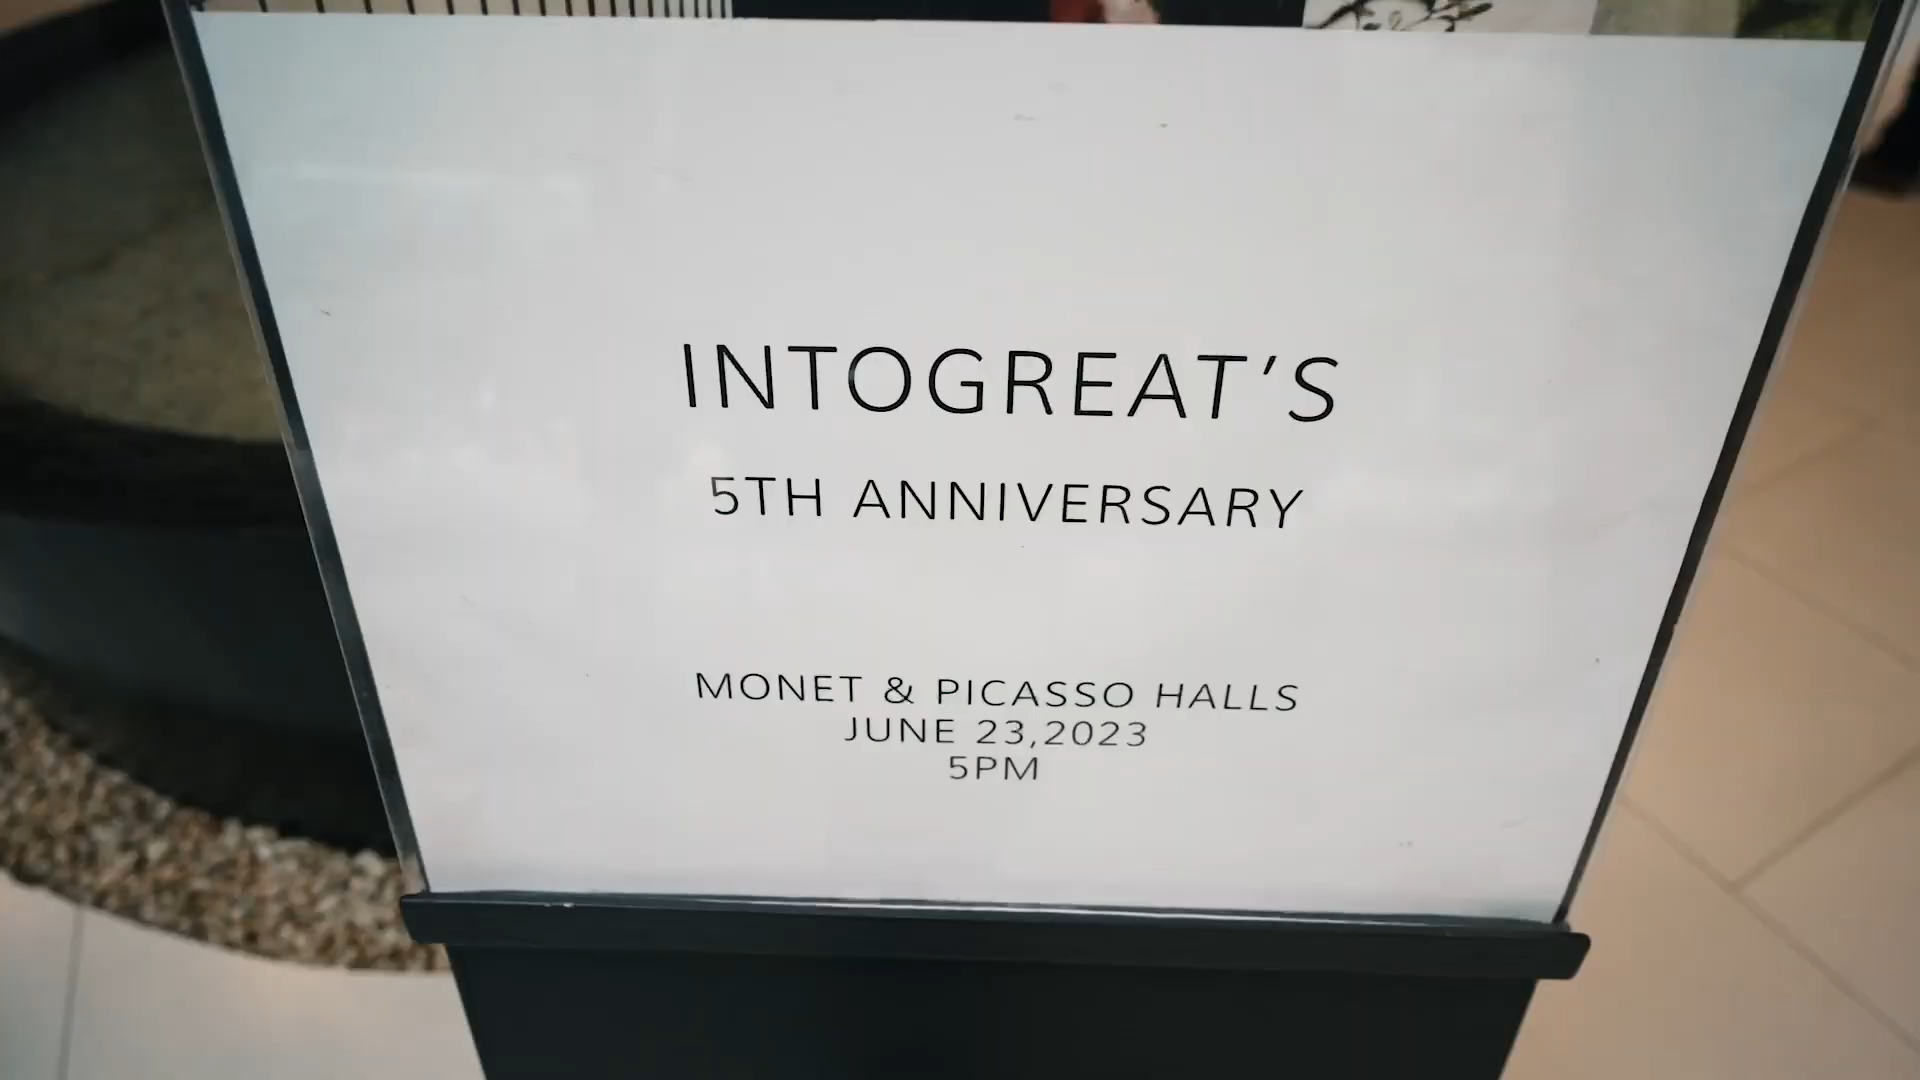 INTOGREAT'S
5TH ANNIVERSARY
MONET & PICASSO HALLS
JUNE 23,2023
5PM